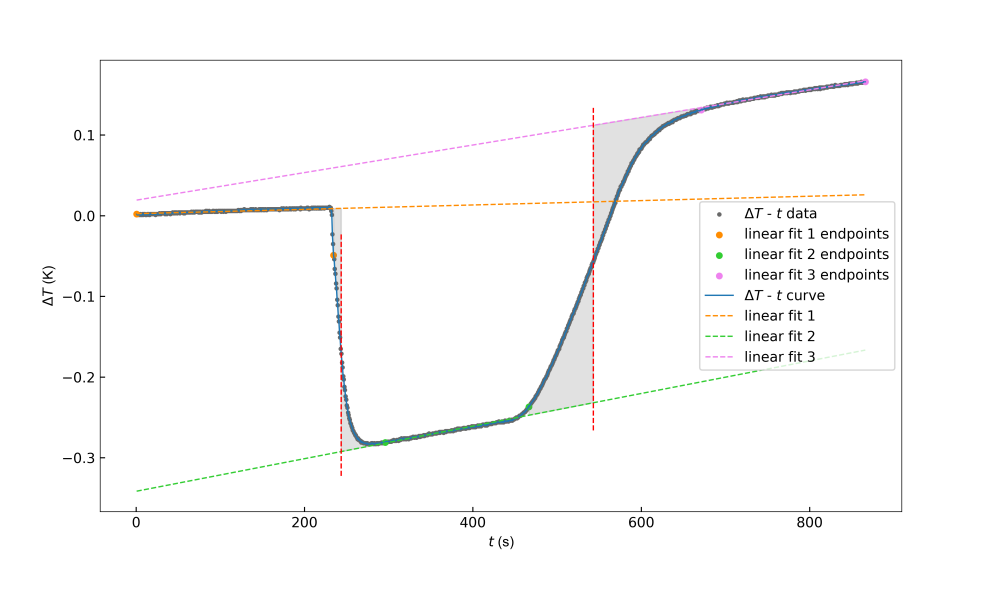 0.1
0.0
−0.1
−0.2
−0.3
ΔT (K)
0
200
400
600
800
t (s)
ΔT - t data
linear fit 1 endpoints
linear fit 2 endpoints
linear fit 3 endpoints
ΔT - t curve
linear fit 1
linear fit 2
linear fit 3